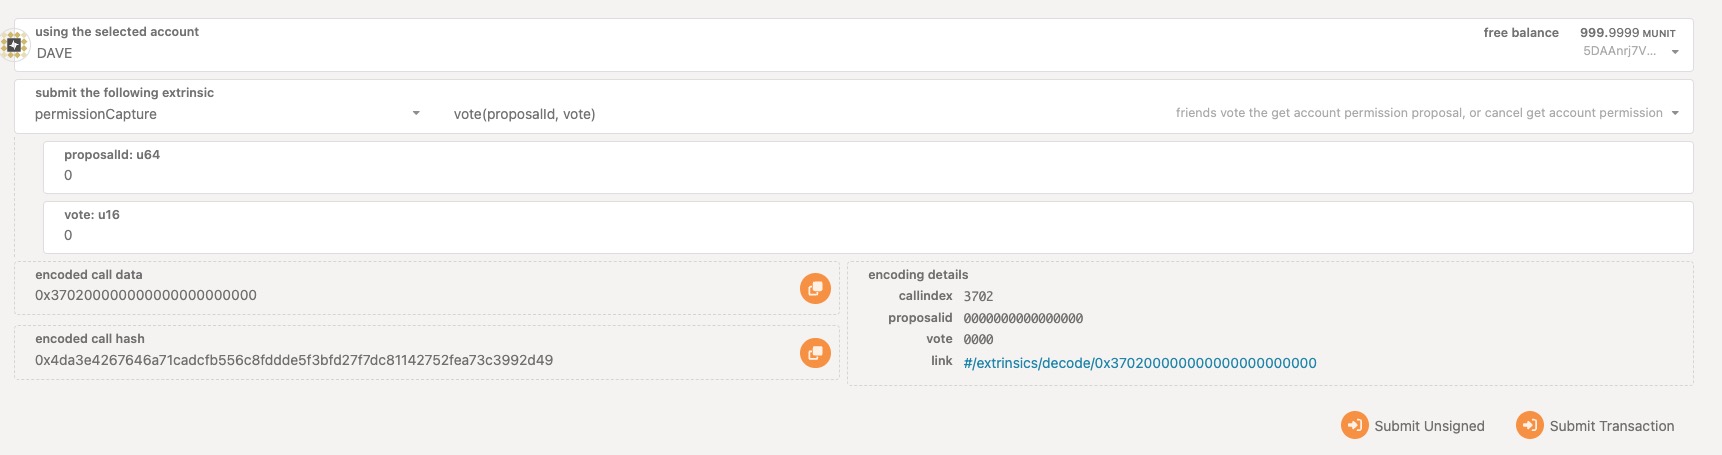 using the selected account
DAVE
free balance 999.9999 MUNIT
5DAAnrj7V...
submit the following extrinsic
permissionCapture
vote(proposalId, vote)
friends vote the get account permission proposal, or cancel get account permission
proposalId: u64
0
vote: u16
0
encoded call data
0x370200000000000000000000
encoded call hash
0x4da3e4267646a71cadcfb556c8fddde5f3bfd27f7dc81142752fea73c3992d49
encoding details
callindex 3702
proposalid 0000000000000000
vote 0000
link #/extrinsics/decode/0x370200000000000000000000
Submit Unsigned
Submit Transaction